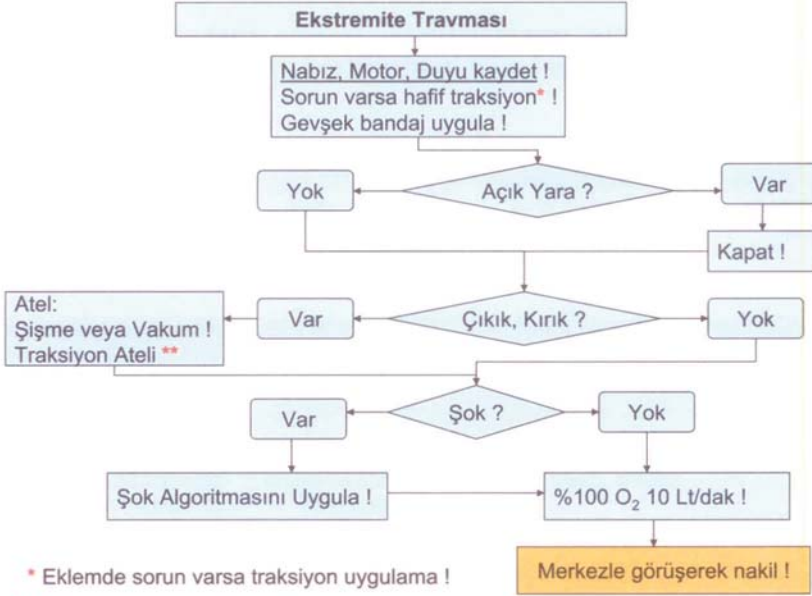 Ekstremite Travması
Nabız, Motor, Duyu kaydet !
Sorun varsa hafif traksiyon* !
Gevşek bandaj uygula !
Yok
Açık Yara ?
Var
Kapat !
Atel:
Şişme veya Vakum !
Traksiyon Ateli **
Var
Çıkık, Kırık ?
Yok
Var
Şok ?
Yok
Şok Algoritmasını Uygula !
%100 O₂ 10 Lt/dak !
* Eklemde sorun varsa traksiyon uygulama !
Merkezle görüşerek nakil !